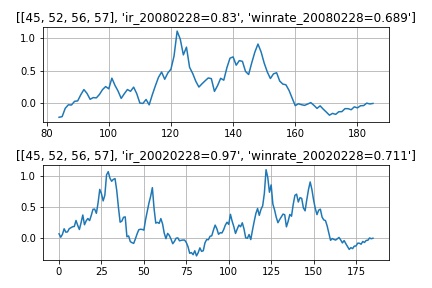 [[45, 52, 56, 57], 'ir_20080228=0.83', 'winrate_20080228=0.689']
1.0
0.5
0.0
80 100 120 140 160 180
[[45, 52, 56, 57], 'ir_20020228=0.97', 'winrate_20020228=0.711']
1.0
0.5
0.0
0 25 50 75 100 125 150 175